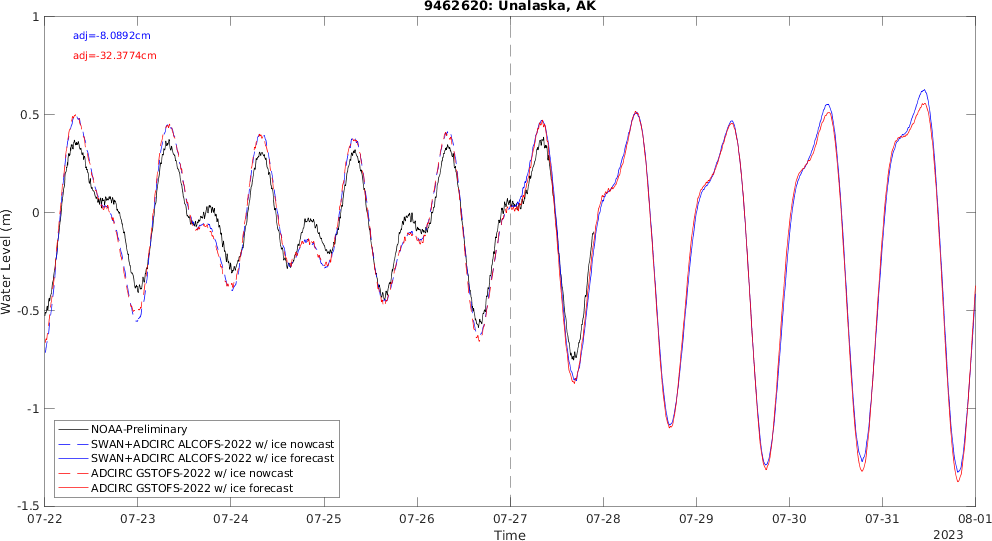 9462620: Unalaska, AK
adj=-8.0892cm
adj=-32.3774cm
1
0.5
0
-0.5
-1
-1.5
Water Level (m)
NOAA-Preliminary
SWAN+ADCIRC ALCOFS-2022 w/ ice nowcast
SWAN+ADCIRC ALCOFS-2022 w/ ice forecast
ADCIRC GSTOFS-2022 w/ ice nowcast
ADCIRC GSTOFS-2022 w/ ice forecast
07-22 07-23 07-24 07-25 07-26 07-27 07-28 07-29 07-30 07-31 08-01
Time
2023